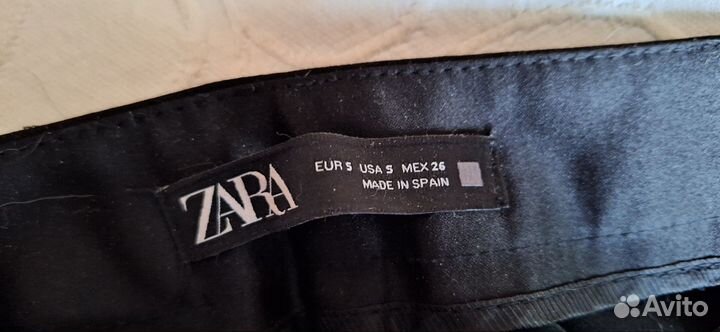 ZARA
EUR S USA S MEX 26
MADE IN SPAIN
Avito